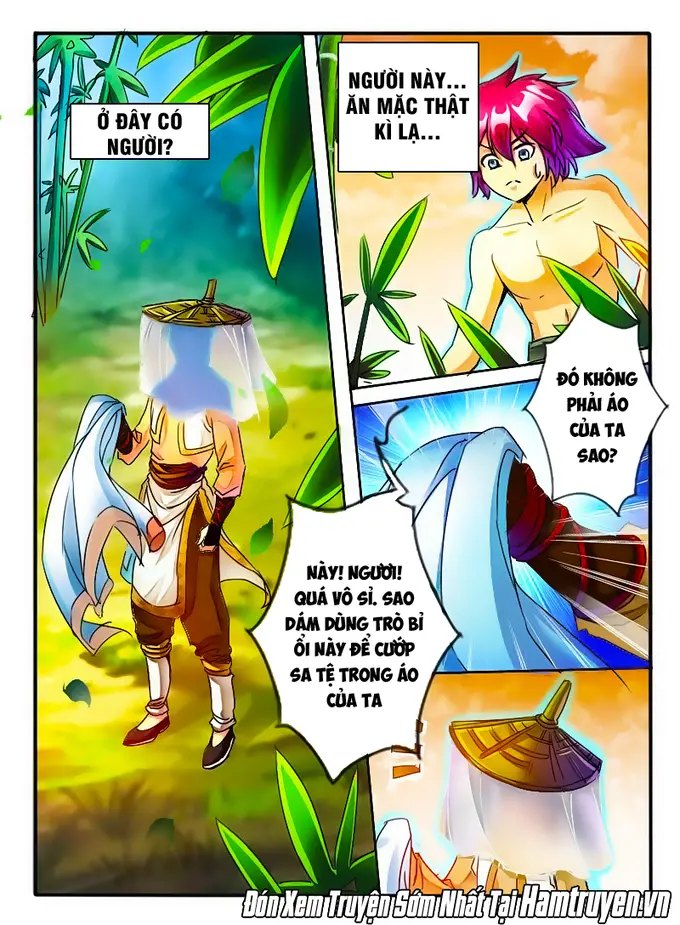 Ở ĐÂY CÓ
NGƯỜI?
NGƯỜI NÀY...
ĂN MẶC THẬT
KÌ LẠ...
ĐÓ KHÔNG
PHẢI ÁO
CỦA TA
SAO?
NÀY! NGƯƠI!
QUÁ VÔ SỈ. SAO
DÁM DÙNG TRÒ BỈ
ỔI NÀY ĐỂ CƯỚP
SA TỆ TRONG ÁO
CỦA TA
Đón Xem Truyện Sớm Nhất Tại Hamtruyen.vn